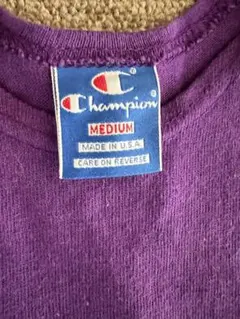 Champion
MEDIUM
MADE IN U.S.A
CARE ON REVERSE